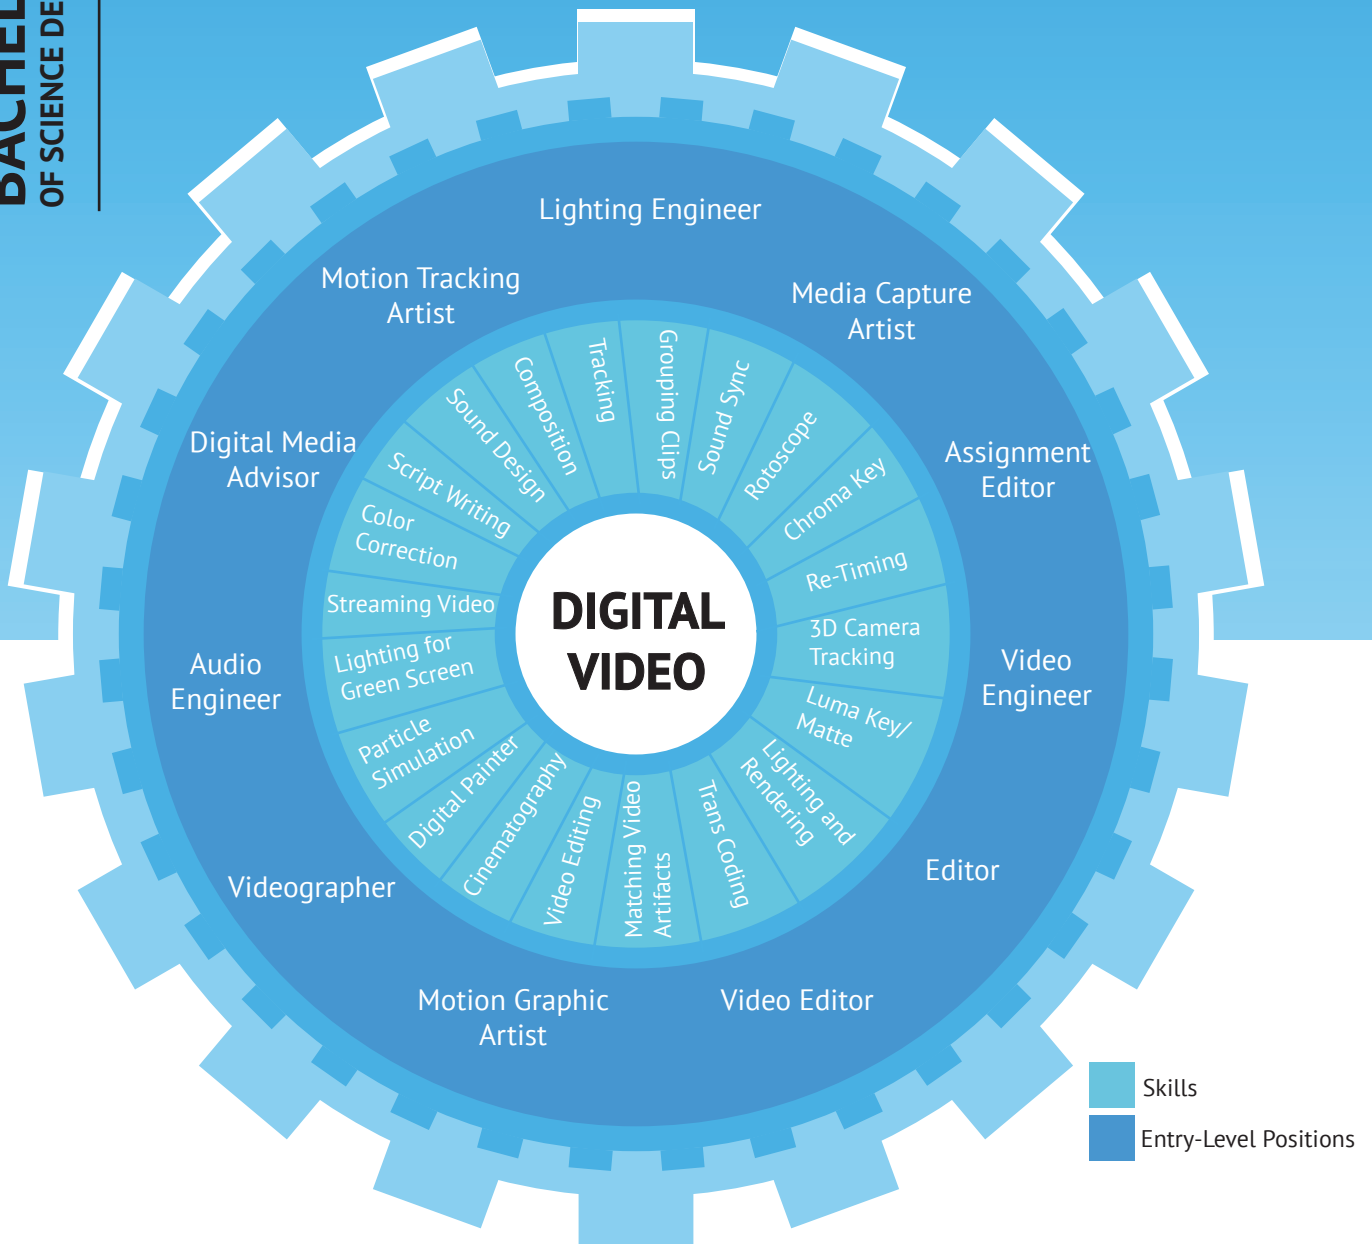 OF SCIENCE DE
Lighting Engineer
Motion Tracking
Artist
Media Capture
Artist
Digital Media
Advisor
Assignment
Editor
Audio
Engineer
Video
Engineer
Videographer
Editor
Motion Graphic
Artist
Video Editor
Grouping Clips
Sound Sync
Rotoscope
Chroma Key
Re-Timing
3D Camera
Tracking
Luma Key/
Matte
Lighting and
Rendering
Trans Coding
Matching Video
Artifacts
Video Editing
Cinematography
Digital Painter
Particle
Simulation
Lighting for
Green Screen
Streaming Video
Color
Correction
Script Writing
Sound Design
Composition
Tracking
DIGITAL
VIDEO
Skills
Entry-Level Positions